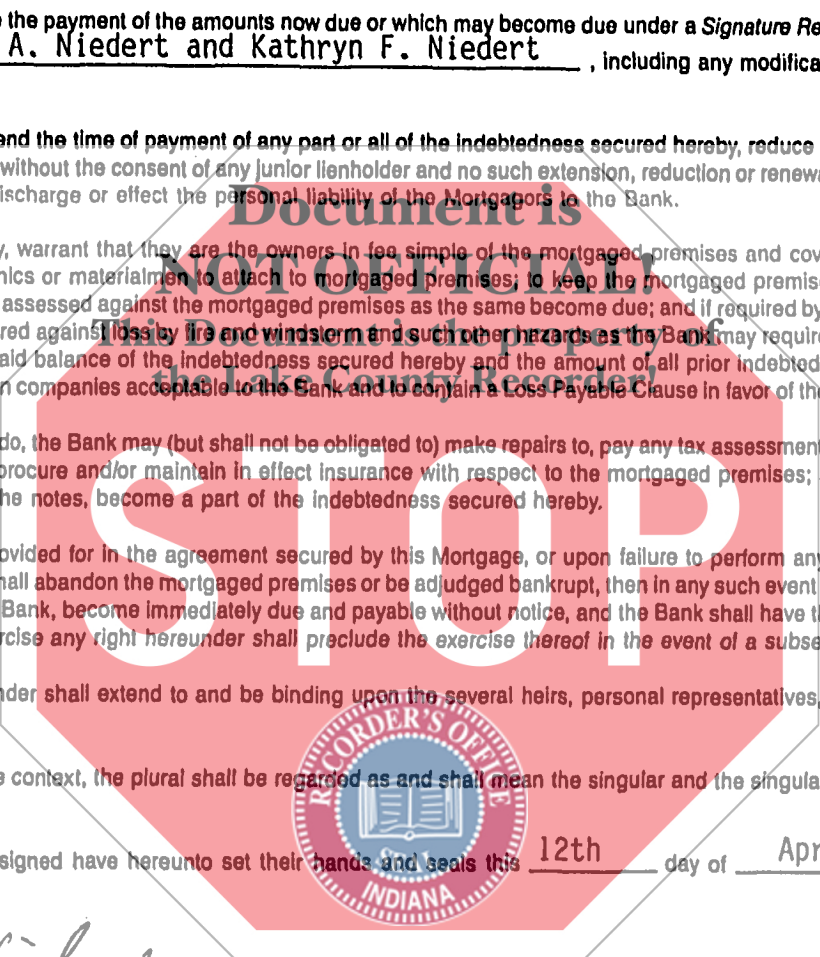 the payment of the amounts now due or which may become due under a Signature Re
A. Niedert and Kathryn F. Niedert , including any modifica
end the time of payment of any part or all of the indebtedness secured hereby, reduce
without the consent of any junior lienholder and no such extension, reduction or renew
ischarge or effect the personal liability of the Mortgagors to the Bank.
Document is
y, warrant that they are the owners in fee simple of the mortgaged premises and cov
NOT OFFICIAL!
nics or materialmen to attach to mortgaged premises; to keep the mortgaged premis
assessed against the mortgaged premises as the same become due; and if required by
This Document is the property of
red against loss by fire and windstorm and such other hazards as the Bank may require
aid balance of the indebtedness secured hereby and the amount of all prior indebted
the Lake County Recorder!
n companies acceptable to the Bank and to contain a Loss Payable Clause in favor of the
do, the Bank may (but shall not be obligated to) make repairs to, pay any tax assessment
procure and/or maintain in effect insurance with respect to the mortgaged premises;
he notes, become a part of the indebtedness secured hereby.
STOP
ovided for in the agreement secured by this Mortgage, or upon failure to perform any
hall abandon the mortgaged premises or be adjudged bankrupt, then in any such event
Bank, become immediately due and payable without notice, and the Bank shall have t
rcise any right hereunder shall preclude the exercise thereof in the event of a subse
nder shall extend to and be binding upon the several heirs, personal representatives,
RECORDER'S OFFICE
e context, the plural shall be regarded as and shall mean the singular and the singula
SEAL
signed have hereunto set their hands and seals this 12th day of Apr
INDIANA